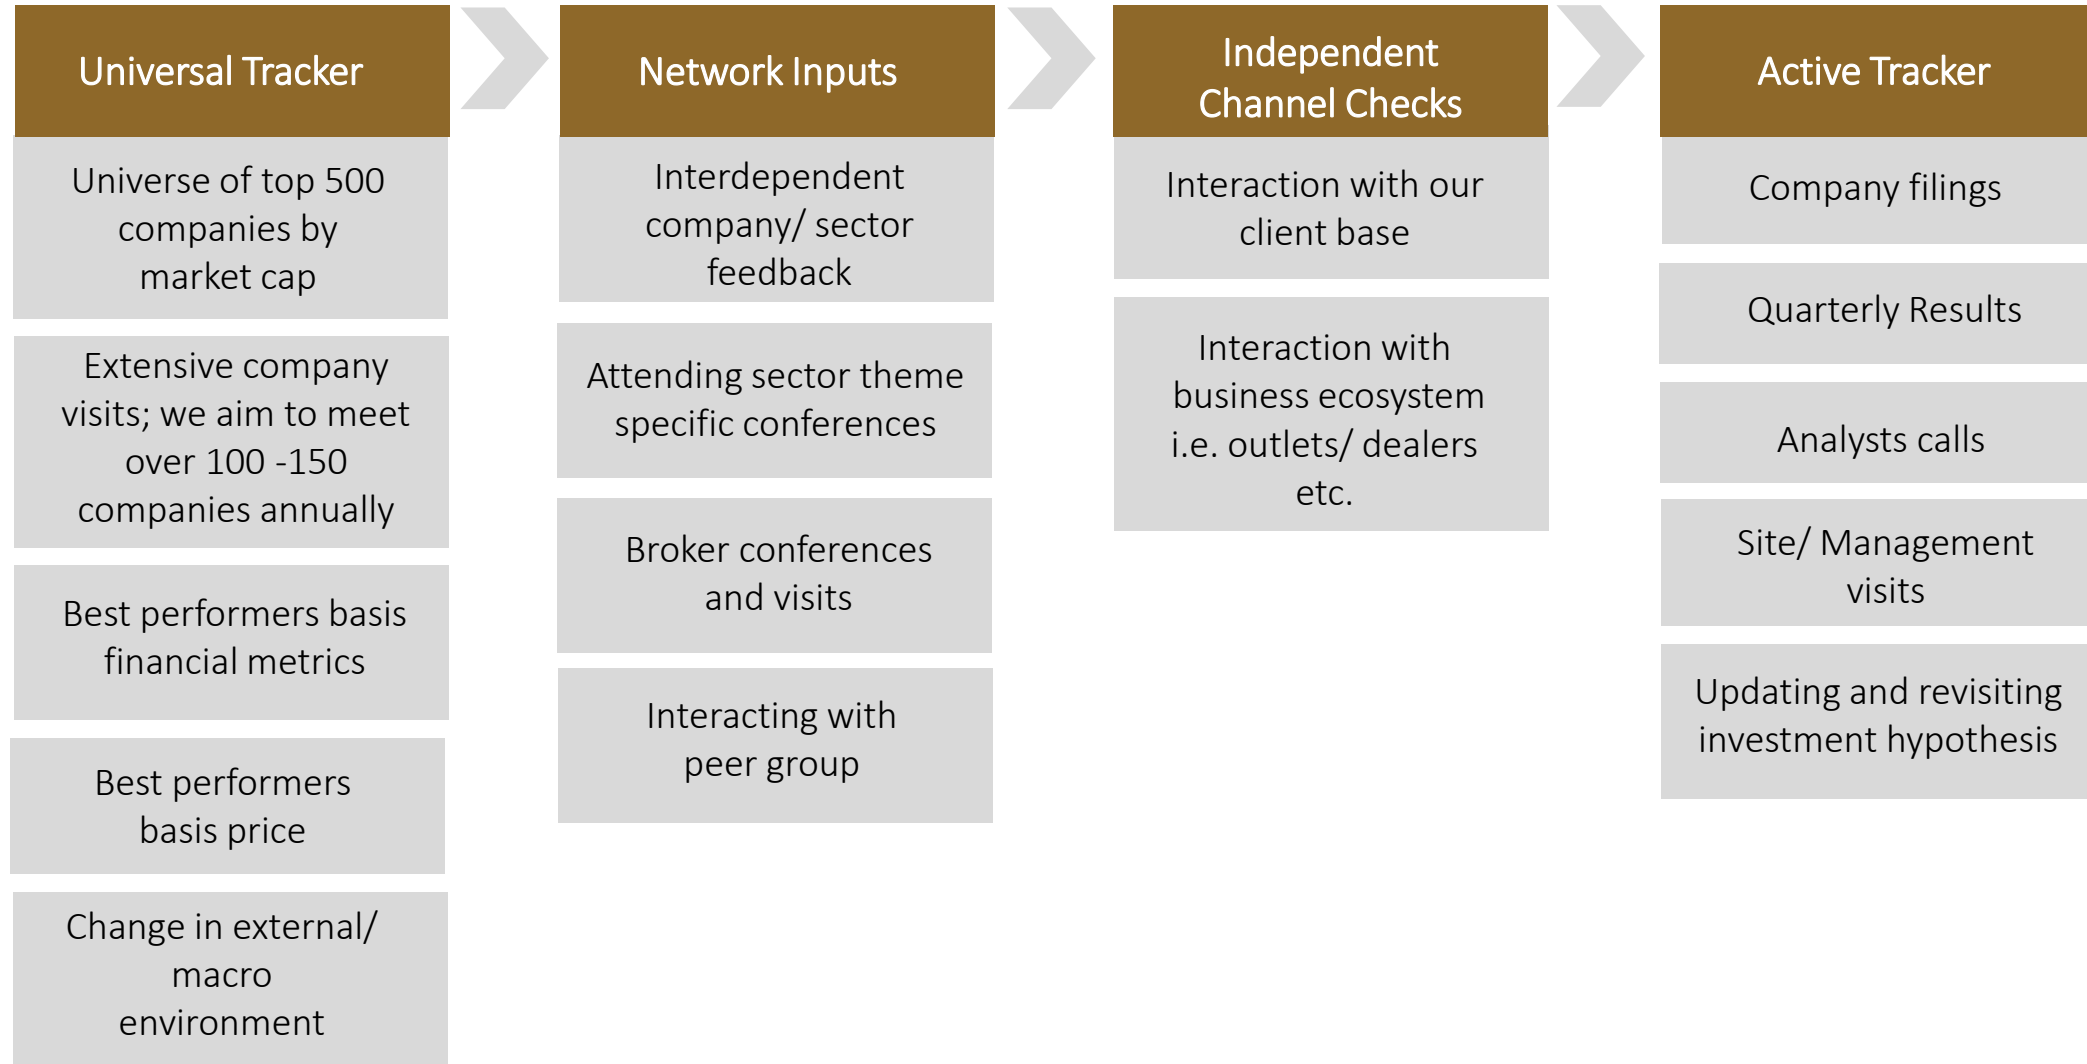 Universal Tracker
Universe of top 500
companies by
market cap
Extensive company
visits; we aim to meet
over 100 -150
companies annually
Best performers basis
financial metrics
Best performers
basis price
Change in external/
macro
environment
Network Inputs
Interdependent
company/ sector
feedback
Attending sector theme
specific conferences
Broker conferences
and visits
Interacting with
peer group
Independent
Channel Checks
Interaction with our
client base
Interaction with
business ecosystem
i.e. outlets/ dealers
etc.
Active Tracker
Company filings
Quarterly Results
Analysts calls
Site/ Management
visits
Updating and revisiting
investment hypothesis